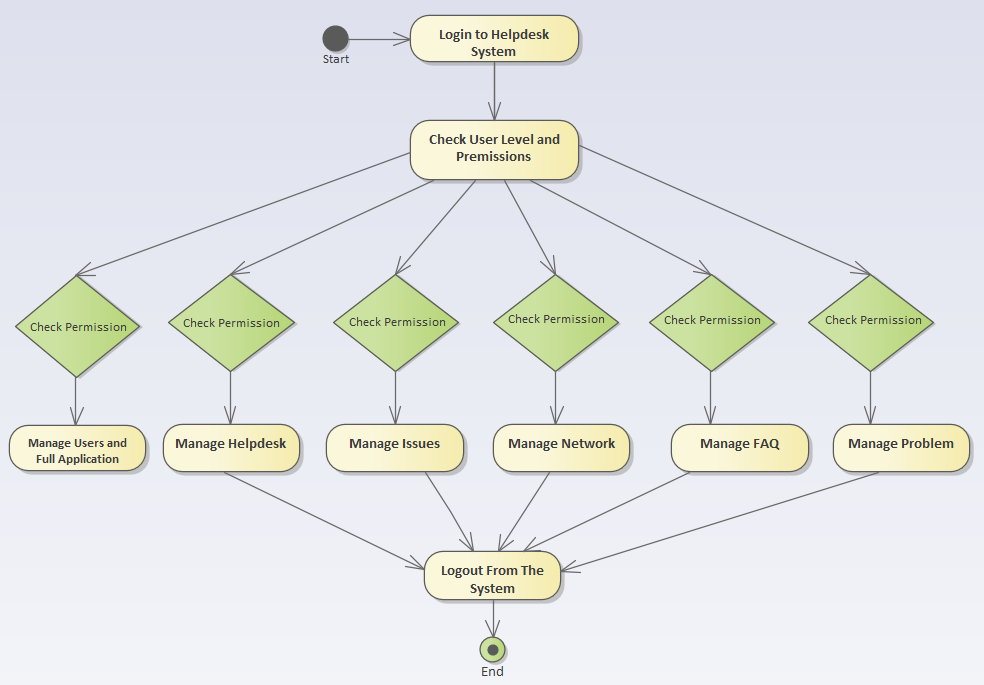 Login to Helpdesk
System
Start
Check User Level and
Premissions
Check Permission
Check Permission
Check Permission
Check Permission
Check Permission
Check Permission
Manage Users and
Full Application
Manage Helpdesk
Manage Issues
Manage Network
Manage FAQ
Manage Problem
Logout From The
System
End